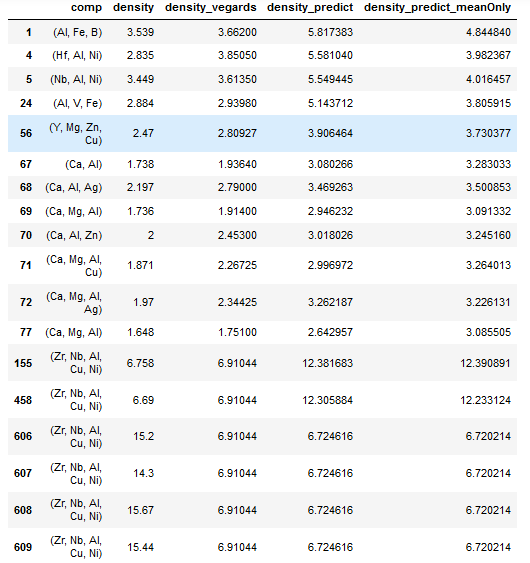 comp density density_vegards density_predict density_predict_meanOnly
1 (Al, Fe, B) 3.539 3.66200 5.817383 4.844840
4 (Hf, Al, Ni) 2.835 3.85050 5.581040 3.982367
5 (Nb, Al, Ni) 3.449 3.61350 5.549445 4.016457
24 (Al, V, Fe) 2.884 2.93980 5.143712 3.805915
56 (Y, Mg, Zn, Cu) 2.47 2.80927 3.906464 3.730377
67 (Ca, Al) 1.738 1.93640 3.080266 3.283033
68 (Ca, Al, Ag) 2.197 2.79000 3.469263 3.500853
69 (Ca, Mg, Al) 1.736 1.91400 2.946232 3.091332
70 (Ca, Al, Zn) 2 2.45300 3.018026 3.245160
71 (Ca, Mg, Al, Cu) 1.871 2.26725 2.996972 3.264013
72 (Ca, Mg, Al, Ag) 1.97 2.34425 3.262187 3.226131
77 (Ca, Mg, Al) 1.648 1.75100 2.642957 3.085505
155 (Zr, Nb, Al, Cu, Ni) 6.758 6.91044 12.381683 12.390891
458 (Zr, Nb, Al, Cu, Ni) 6.69 6.91044 12.305884 12.233124
606 (Zr, Nb, Al, Cu, Ni) 15.2 6.91044 6.724616 6.720214
607 (Zr, Nb, Al, Cu, Ni) 14.3 6.91044 6.724616 6.720214
608 (Zr, Nb, Al, Cu, Ni) 15.67 6.91044 6.724616 6.720214
609 (Zr, Nb, Al, Cu, Ni) 15.44 6.91044 6.724616 6.720214